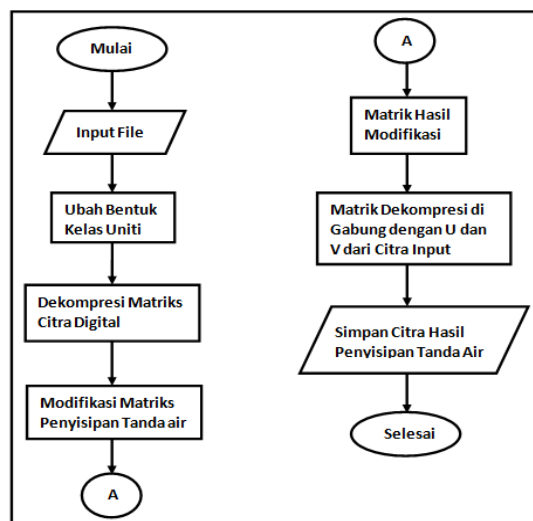 Mulai
Input File
Ubah Bentuk
Kelas Uniti
Dekompresi Matriks
Citra Digital
Modifikasi Matriks
Penyisipan Tanda air
A
A
Matrik Hasil
Modifikasi
Matrik Dekompresi di
Gabung dengan U dan
V dari Citra Input
Simpan Citra Hasil
Penyisipan Tanda Air
Selesai